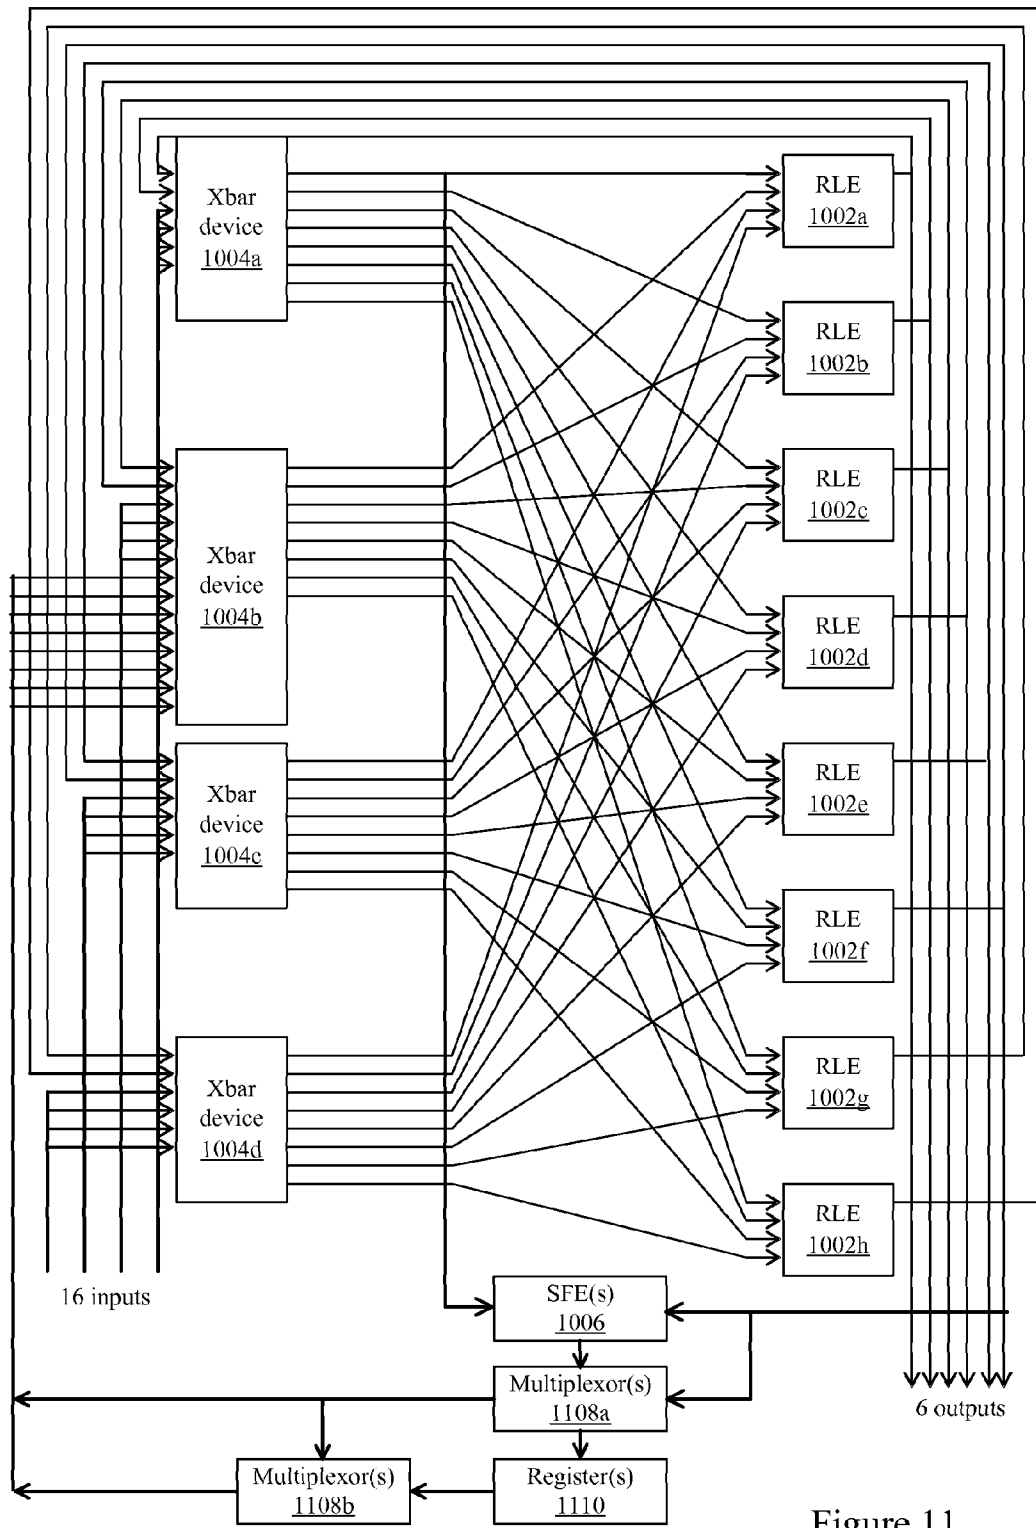 Xbar
device
1004a
RLE
1002a
RLE
1002b
Xbar
device
1004b
RLE
1002c
RLE
1002d
Xbar
device
1004c
RLE
1002e
RLE
1002f
Xbar
device
1004d
RLE
1002g
RLE
1002h
16 inputs
SFE(s)
1006
Multiplexor(s)
1108a
6 outputs
Multiplexor(s)
1108b
Register(s)
1110
Figure 11